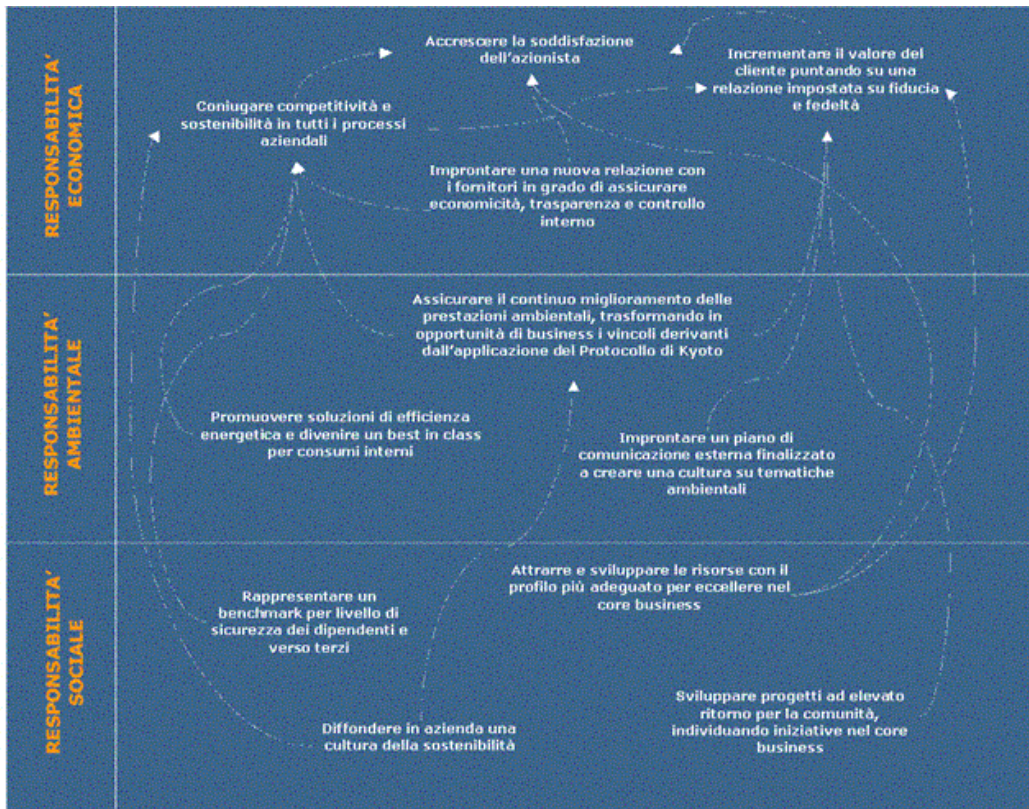 RESPONSABILITA'
ECONOMICA
Accrescere la soddisfazione
dell'azionista
Incrementare il valore del
cliente puntando su una
relazione impostata su fiducia
e fedeltà
Coniugare competitività e
sostenibilità in tutti i processi
aziendali
Improntare una nuova relazione con
i fornitori in grado di assicurare
economicità, trasparenza e controllo
interno
RESPONSABILITA'
AMBIENTALE
Assicurare il continuo miglioramento delle
prestazioni ambientali, trasformando in
opportunità di business i vincoli derivanti
dall'applicazione del Protocollo di Kyoto
Promuovere soluzioni di efficienza
energetica e divenire un best in class
per consumi interni
Improntare un piano di
comunicazione esterna finalizzato
a creare una cultura su tematiche
ambientali
RESPONSABILITA'
SOCIALE
Attrarre e sviluppare le risorse con il
profilo più adeguato per eccellere nel
core business
Rappresentare un
benchmark per livello di
sicurezza dei dipendenti e
verso terzi
Sviluppare progetti ad elevato
ritorno per la comunità,
individuando iniziative nel core
business
Diffondere in azienda una
cultura della sostenibilità